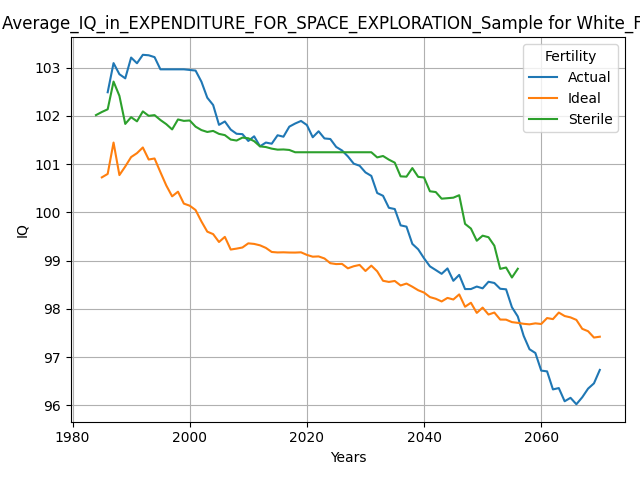 Average_IQ_in_EXPENDITURE_FOR_SPACE_EXPLORATION_Sample for White_F
Fertility
Actual
Ideal
Sterile
103
102
101
100
99
98
97
96
IQ
1980 2000 2020 2040 2060
Years